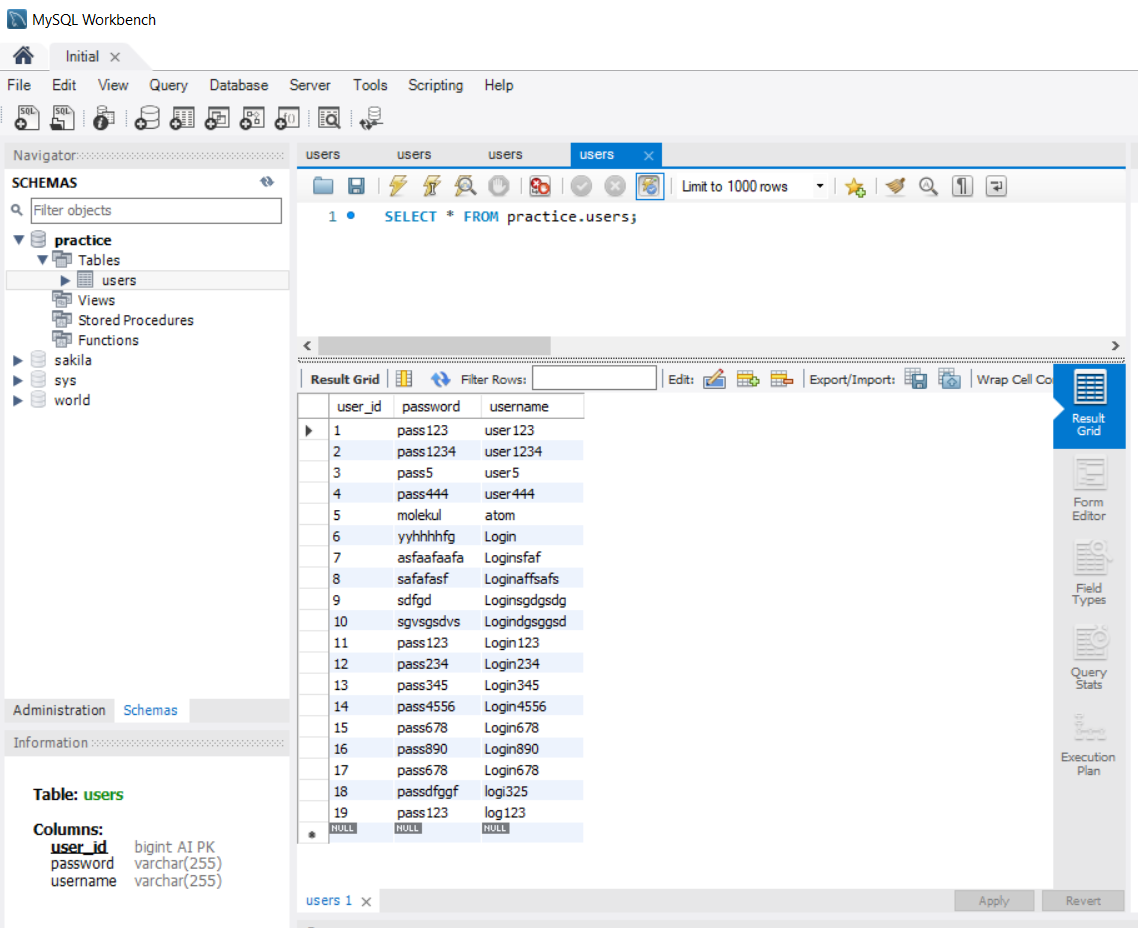 MySQL Workbench
Initial
File Edit View Query Database Server Tools Scripting Help
SQL SQL
Navigator
SCHEMAS
Filter objects
practice
Tables
users
Views
Stored Procedures
Functions
sakila
sys
world
Administration Schemas
Information
Table: users
Columns:
user_id bigint AI PK
password varchar(255)
username varchar(255)
users users users users
Limit to 1000 rows
1 SELECT * FROM practice.users;
Result Grid Filter Rows: Edit: Export/Import: Wrap Cell Co
user_id password username
1 pass123 user123
2 pass1234 user1234
3 pass5 user5
4 pass444 user444
5 molekul atom
6 yyhhhhfg Login
7 asfaafaafa Loginsfaf
8 safafasf Loginaffsafs
9 sdfgd Loginsgdgsdg
10 sgvsgsdvs Logindgsggsd
11 pass123 Login123
12 pass234 Login234
13 pass345 Login345
14 pass4556 Login4556
15 pass678 Login678
16 pass890 Login890
17 pass678 Login678
18 passdfggf logi325
19 pass123 log123
NULL NULL NULL
Result
Grid
Form
Editor
Field
Types
Query
Stats
Execution
Plan
users 1
Apply Revert